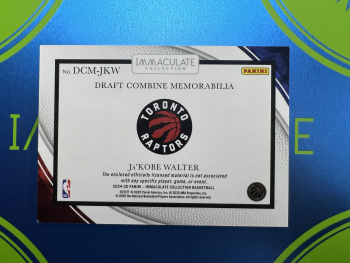 No. DCM-JKW
IMMACULATE
COLLECTION
PANINI
DRAFT COMBINE MEMORABILIA
TORONTO
RAPTORS
JA'KOBE WALTER
The enclosed officially licensed material is not associated
with any specific player, game, or event.
2024-25 PANINI - IMMACULATE COLLECTION BASKETBALL